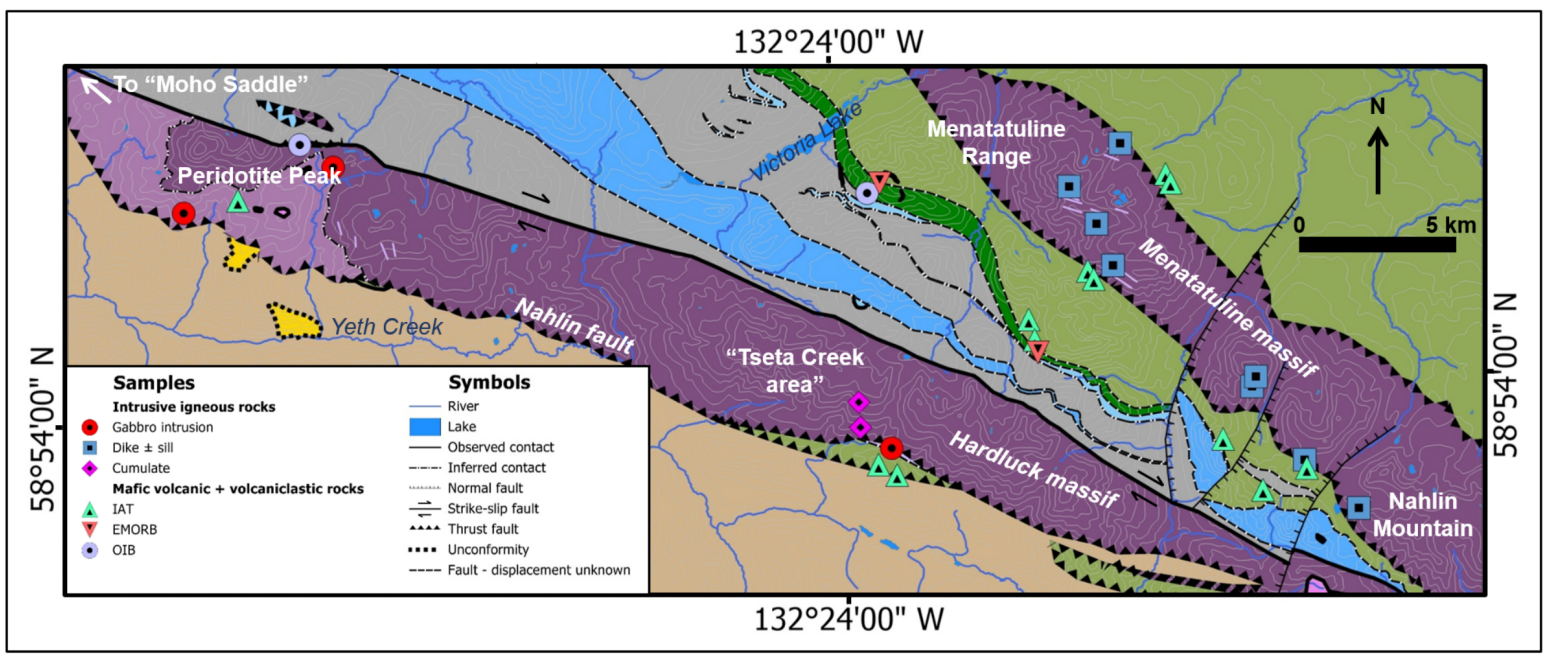 132°24'00" W
To “Moho Saddle”
Victoria Lake
Menatatuline
Range
N
Peridotite Peak
0 5 km
Menatatuline massif
Nahlin fault
Yeth Creek
“Tseta Creek
area”
58°54'00" N
58°54'00" N
Hardluck massif
Nahlin
Mountain
Samples
Intrusive igneous rocks
Gabbro intrusion
Dike ± sill
Cumulate
Mafic volcanic + volcaniclastic rocks
IAT
EMORB
OIB
Symbols
River
Lake
Observed contact
Inferred contact
Normal fault
Strike-slip fault
Thrust fault
Unconformity
Fault - displacement unknown
132°24'00" W